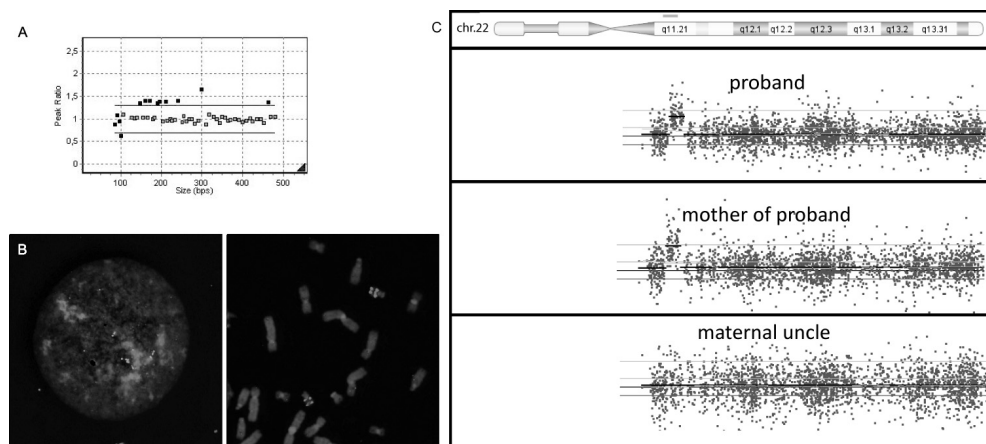 A
2,5
2
1,5
1
0,5
0
Peak Ratio
100 200 300 400 500
Size (bps)
B
C
chr.22
q11.21 q12.1 q12.2 q12.3 q13.1 q13.2 q13.31
proband
mother of proband
maternal uncle